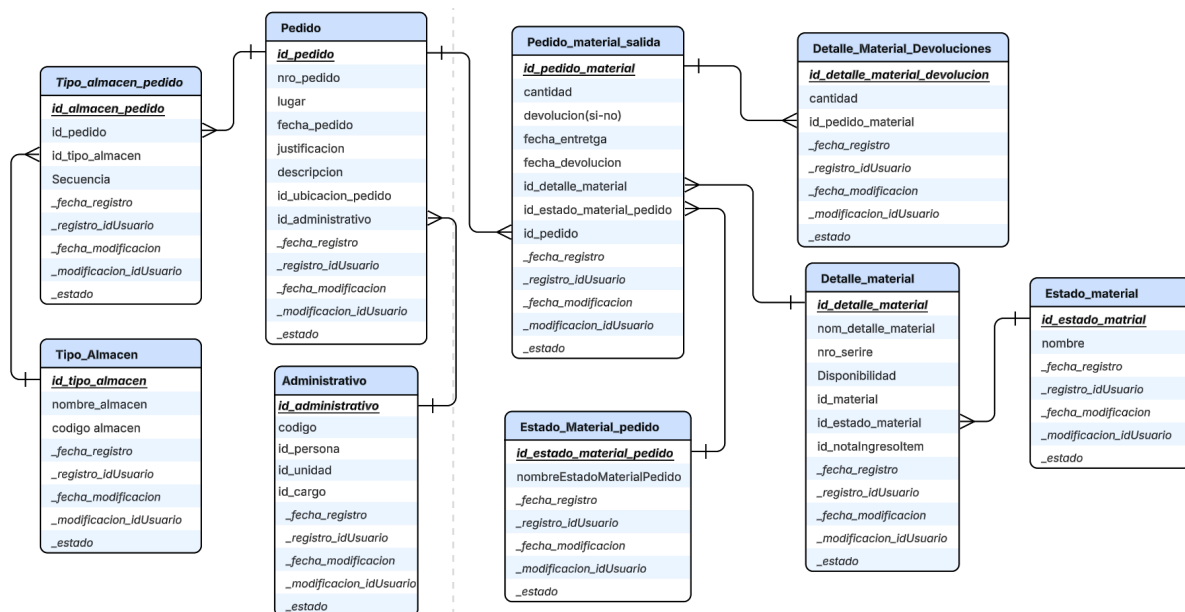 Tipo_almacen_pedido
id_almacen_pedido
id_pedido
id_tipo_almacen
Secuencia
_fecha_registro
_registro_idUsuario
_fecha_modificacion
_modificacion_idUsuario
_estado
Tipo_Almacen
id_tipo_almacen
nombre_almacen
codigo almacen
_fecha_registro
_registro_idUsuario
_fecha_modificacion
_modificacion_idUsuario
_estado
Pedido
id_pedido
nro_pedido
lugar
fecha_pedido
justificacion
descripcion
id_ubicacion_pedido
id_administrativo
_fecha_registro
_registro_idUsuario
_fecha_modificacion
_modificacion_idUsuario
_estado
Administrativo
id_administrativo
codigo
id_persona
id_unidad
id_cargo
_fecha_registro
_registro_idUsuario
_fecha_modificacion
_modificacion_idUsuario
_estado
Pedido_material_salida
id_pedido_material
cantidad
devolucion(si-no)
fecha_entretga
fecha_devolucion
id_detalle_material
id_estado_material_pedido
id_pedido
_fecha_registro
_registro_idUsuario
_fecha_modificacion
_modificacion_idUsuario
_estado
Estado_Material_pedido
id_estado_material_pedido
nombreEstadoMaterialPedido
_fecha_registro
_registro_idUsuario
_fecha_modificacion
_modificacion_idUsuario
_estado
Detalle_Material_Devoluciones
id_detalle_material_devolucion
cantidad
id_pedido_material
_fecha_registro
_registro_idUsuario
_fecha_modificacion
_modificacion_idUsuario
_estado
Detalle_material
id_detalle_material
nom_detalle_material
nro_serire
Disponibilidad
id_material
id_estado_material
id_notaIngresoItem
_fecha_registro
_registro_idUsuario
_fecha_modificacion
_modificacion_idUsuario
_estado
Estado_material
id_estado_matrial
nombre
_fecha_registro
_registro_idUsuario
_fecha_modificacion
_modificacion_idUsuario
_estado